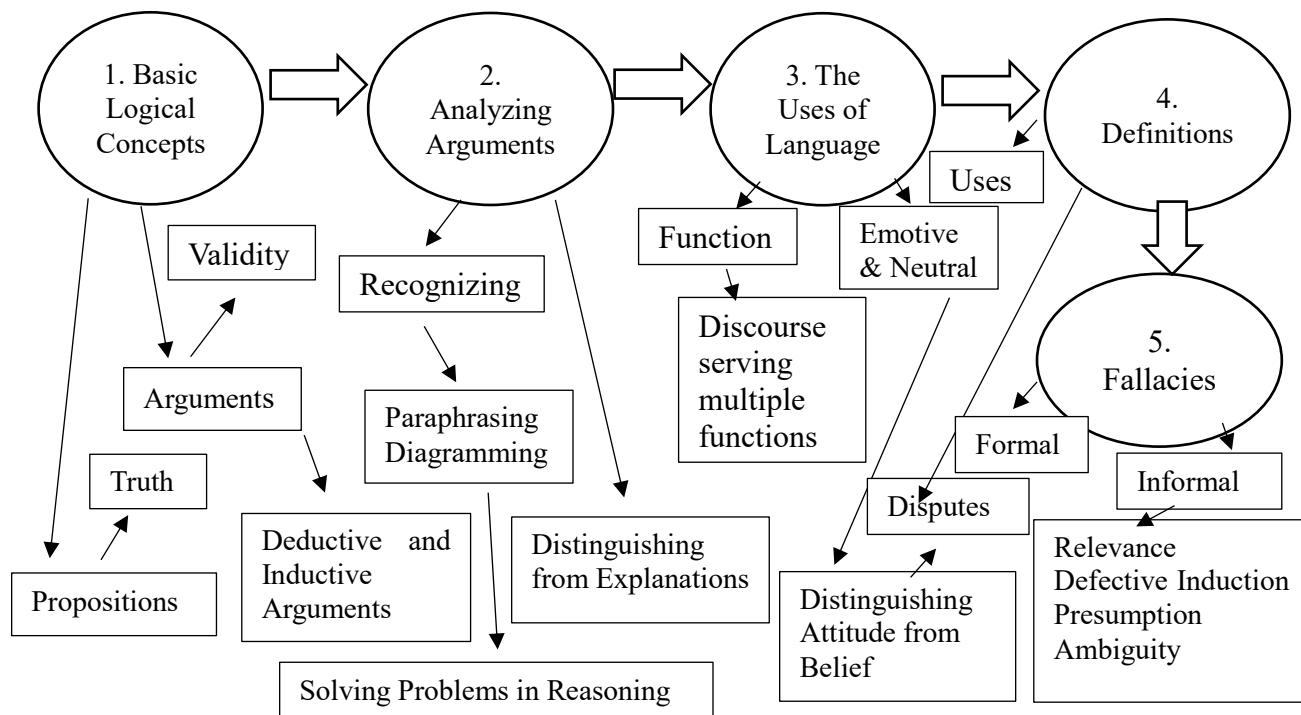 1. Basic
Logical
Concepts
2.
Analyzing
Arguments
3. The
Uses of
Language
4.
Definitions
Uses
Validity
Function
Emotive
& Neutral
Recognizing
Discourse
serving
multiple
functions
5.
Fallacies
Arguments
Paraphrasing
Diagramming
Formal
Truth
Informal
Disputes
Deductive and
Inductive
Arguments
Distinguishing
from Explanations
Relevance
Defective Induction
Presumption
Ambiguity
Propositions
Distinguishing
Attitude from
Belief
Solving Problems in Reasoning